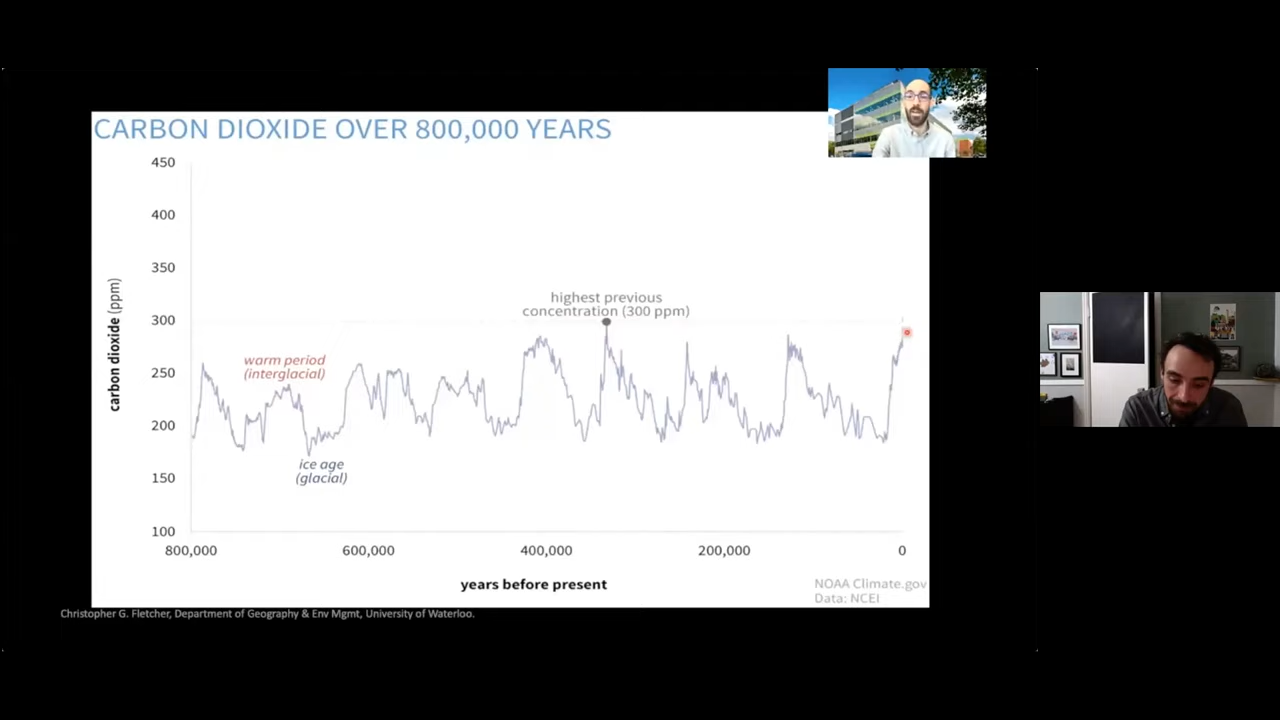 CARBON DIOXIDE OVER 800,000 YEARS
450
400
350
300
250
200
150
100
carbon dioxide (ppm)
highest previous
concentration (300 ppm)
warm period
(interglacial)
ice age
(glacial)
800,000
600,000
400,000
200,000
0
years before present
NOAA Climate.gov
Data: NCEI
Christopher G. Fletcher, Department of Geography & Env Mgmt, University of Waterloo.